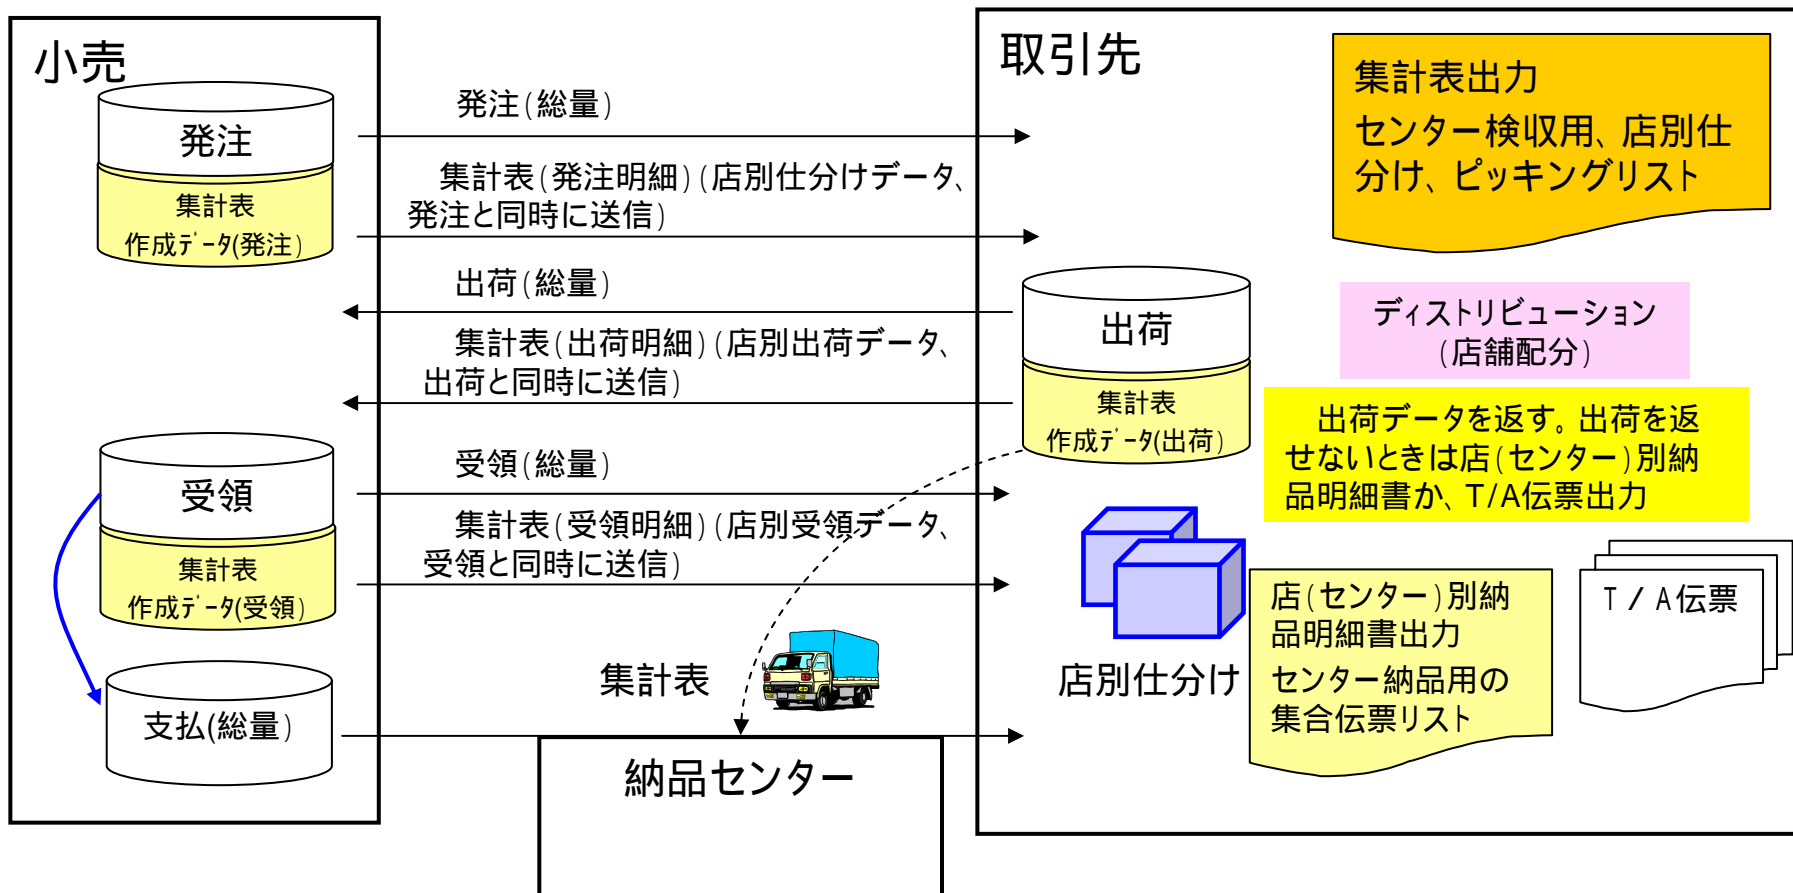 小売
発注
集計表
作成データ(発注)
受領
集計表
作成データ(受領)
支払(総量)
発注(総量)
集計表(発注明細)(店別仕分けデータ、
発注と同時に送信)
出荷(総量)
集計表(出荷明細)(店別出荷データ、
出荷と同時に送信)
受領(総量)
集計表(受領明細)(店別受領データ、
受領と同時に送信)
集計表
納品センター
取引先
出荷
集計表
作成データ(出荷)
店別仕分け
集計表出力
センター検収用、店別仕
分け、ピッキングリスト
ディストリビューション
(店舗配分)
出荷データを返す。出荷を返
せないときは店(センター)別納
品明細書か、T/A伝票出力
店(センター)別納
品明細書出力
センター納品用の
集合伝票リスト
T/A伝票